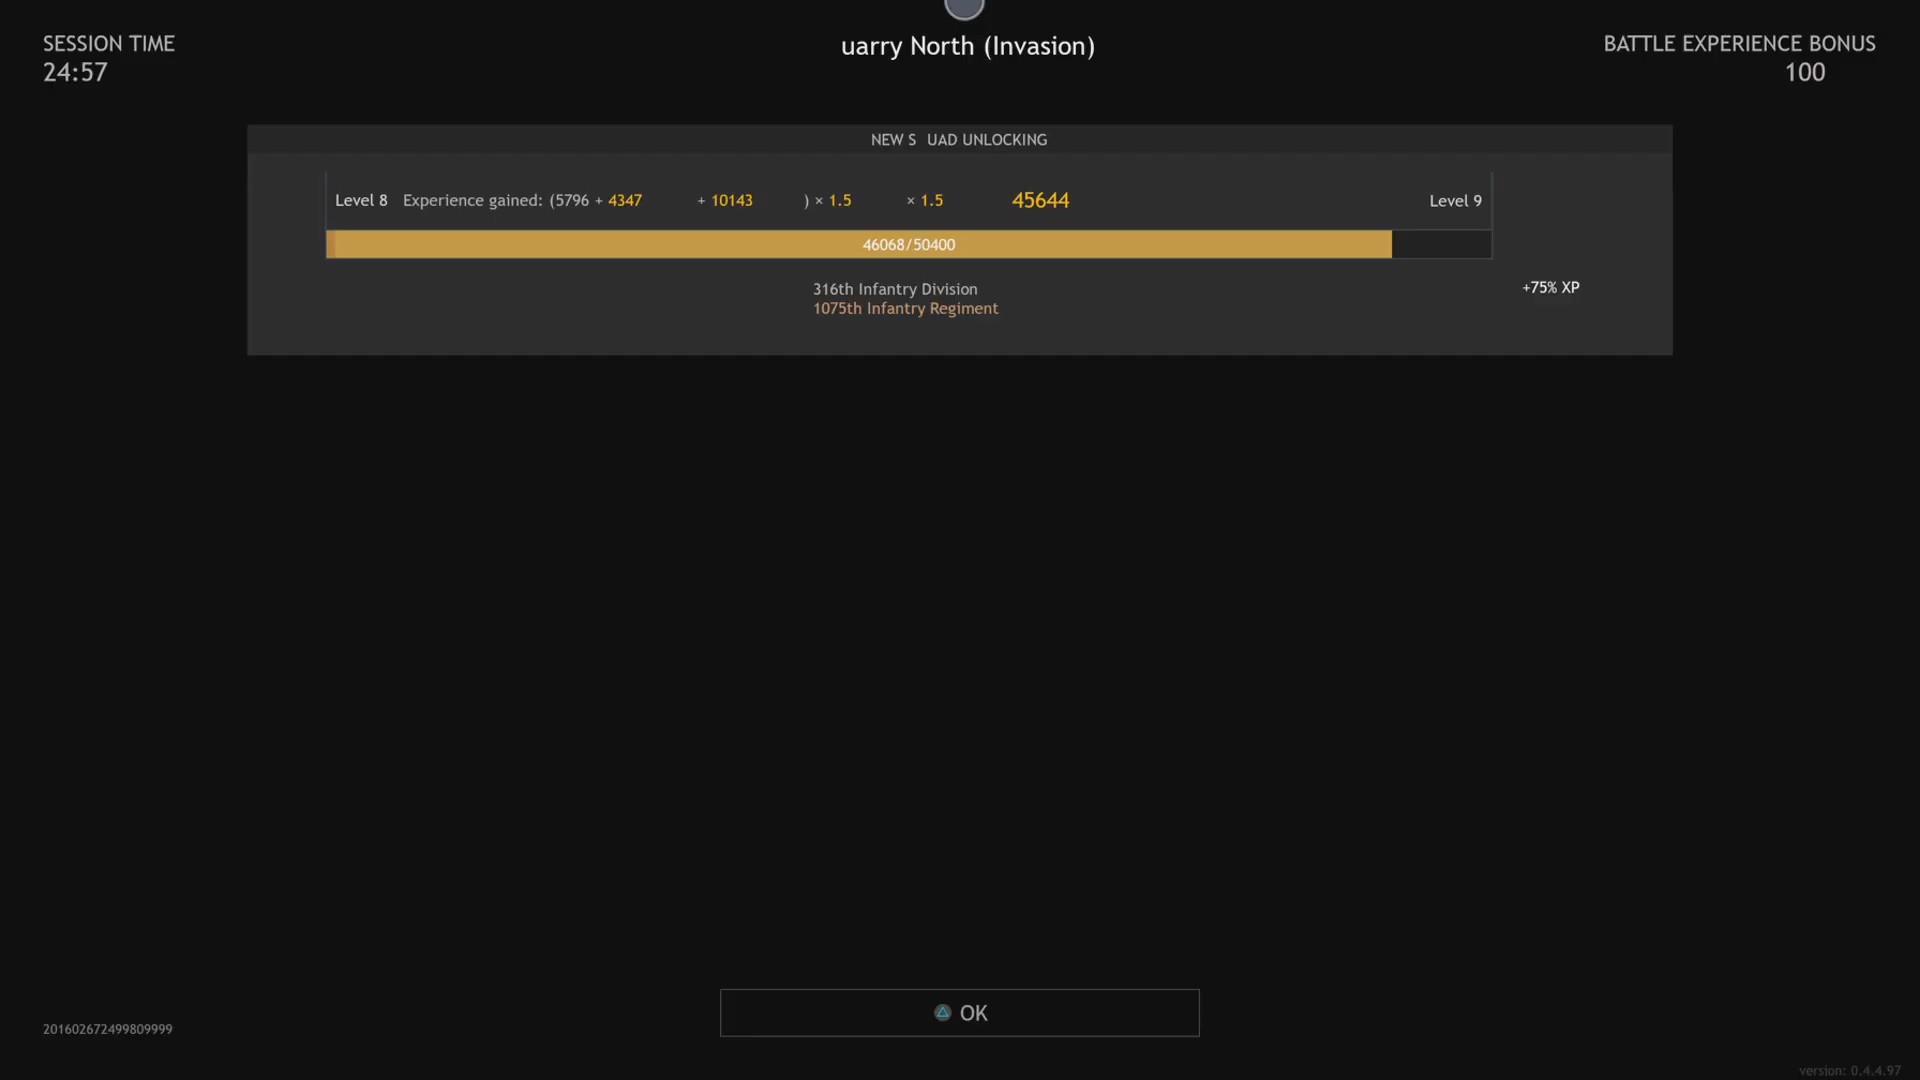 SESSION TIME
24:57
uarry North (Invasion)
BATTLE EXPERIENCE BONUS
100
NEW S UAD UNLOCKING
Level 8 Experience gained: (5796 + 4347 + 10143 ) × 1.5 × 1.5 45644 Level 9
46068/50400
316th Infantry Division
1075th Infantry Regiment
+75% XP
OK
201602672499809999
version: 0.4.4.97